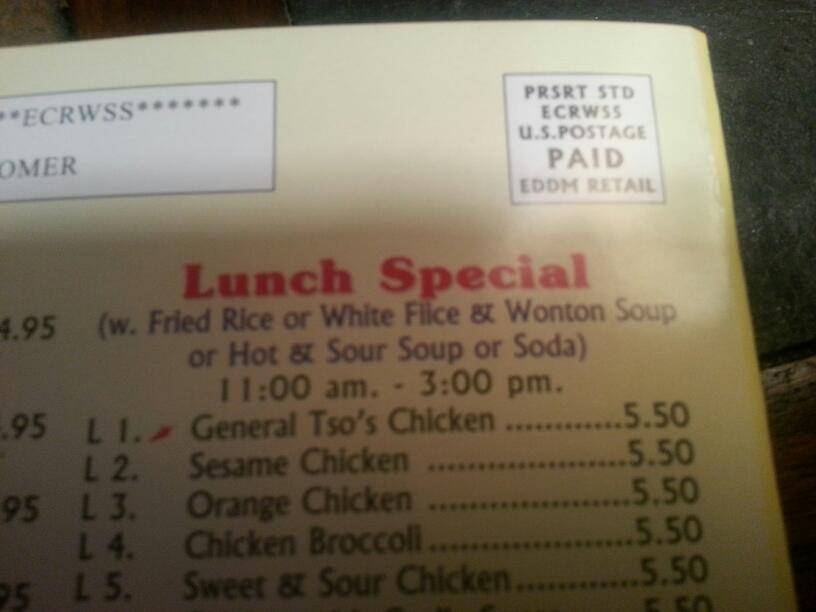 **ECRWSS*******
OMER
PRSRT STD
ECRWSS
U.S.POSTAGE
PAID
EDDM RETAIL
Lunch Special
4.95
(w. Fried Rice or White Flice & Wonton Soup
or Hot & Sour Soup or Soda)
11:00 am. - 3:00 pm.
.95
L 1. General Tso's Chicken ............5.50
L 2. Sesame Chicken ....................5.50
95
L 3. Orange Chicken ....................5.50
L 4. Chicken Broccoli....................5.50
95
L 5. Sweet & Sour Chicken............5.50
5.50